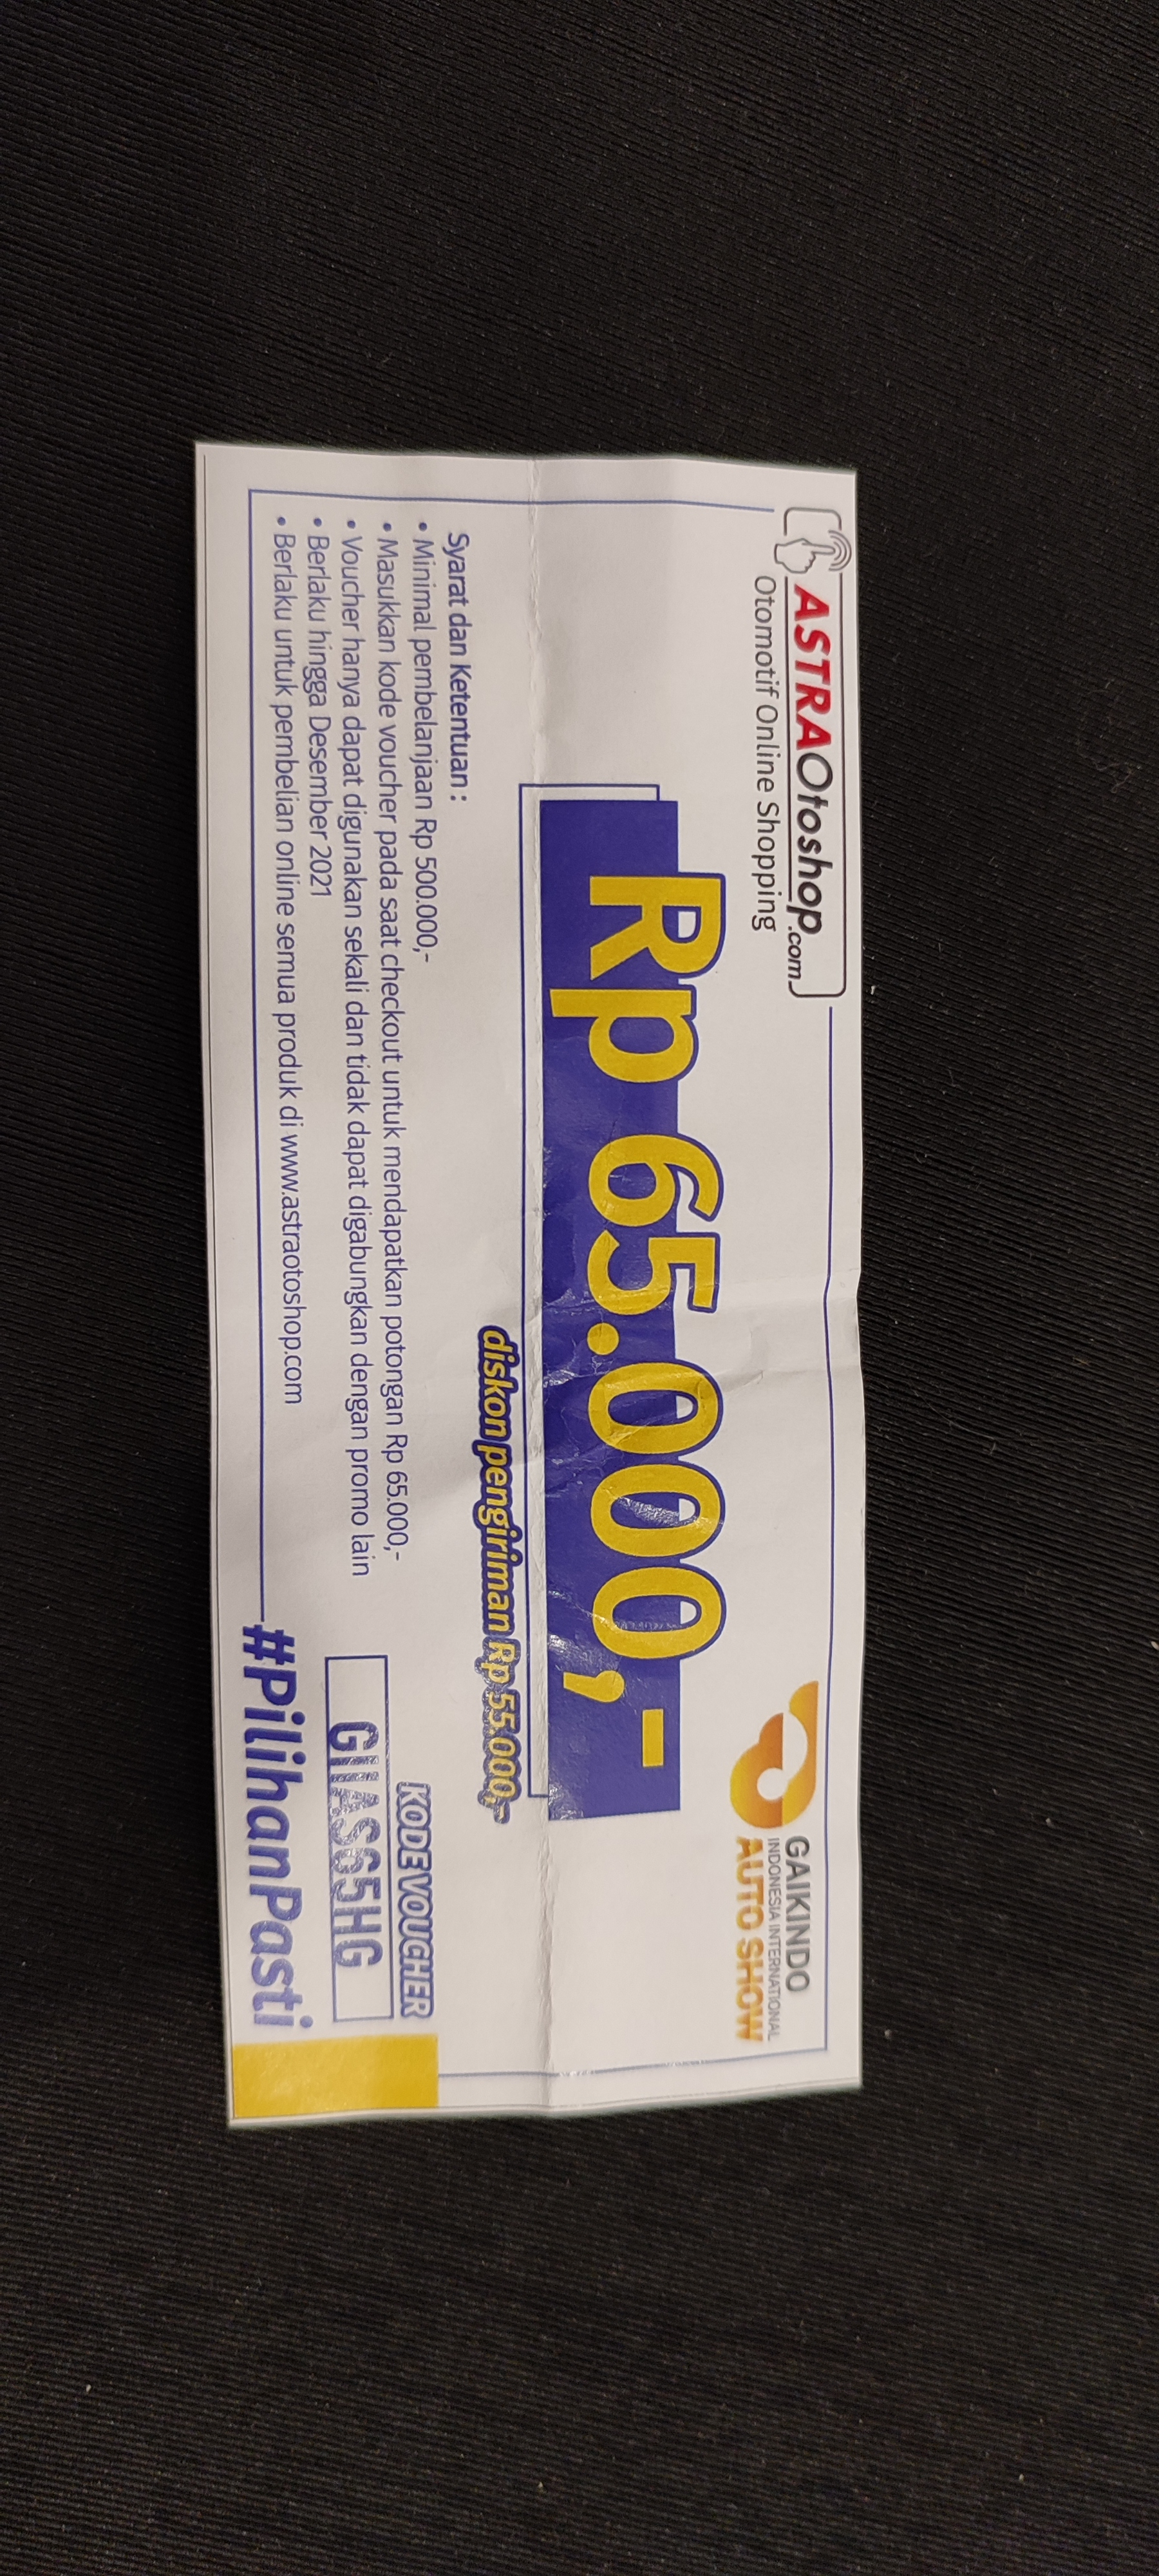 ASTRAOtoshop.com
Otomotif Online Shopping
GAIKINDO
INDONESIA INTERNATIONAL
AUTO SHOW
Rp 65.000,-
diskon pengiriman Rp 55.000,-
Syarat dan Ketentuan :
• Minimal pembelanjaan Rp 500.000,-
• Masukkan kode voucher pada saat checkout untuk mendapatkan potongan Rp 65.000,-
• Voucher hanya dapat digunakan sekali dan tidak dapat digabungkan dengan promo lain
• Berlaku hingga Desember 2021
• Berlaku untuk pembelian online semua produk di www.astraotoshop.com
KODE VOUCHER
GIAS65HG
#PilihanPasti